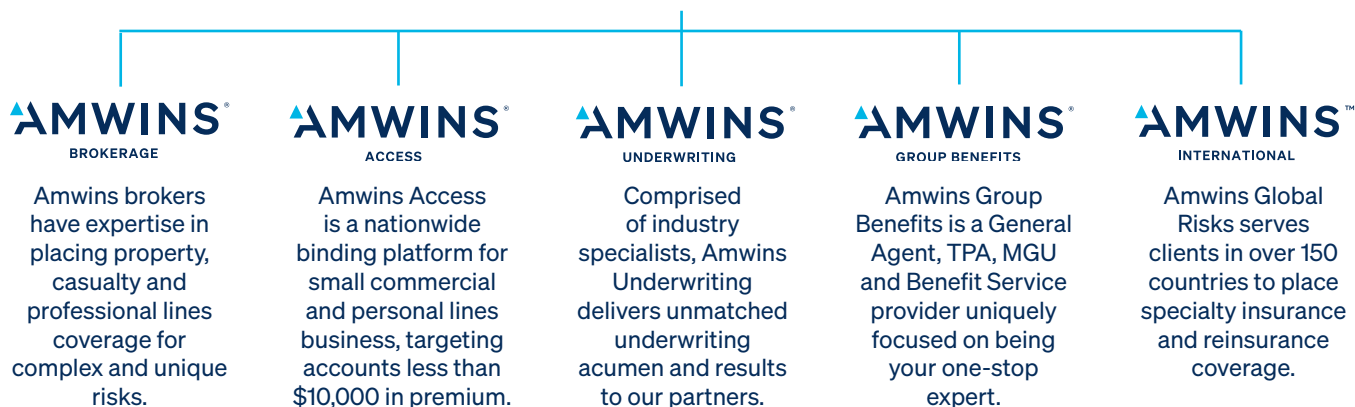 AMWINS®
BROKERAGE
Amwins brokers
have expertise in
placing property,
casualty and
professional lines
coverage for
complex and unique
risks.
AMWINS®
ACCESS
Amwins Access
is a nationwide
binding platform for
small commercial
and personal lines
business, targeting
accounts less than
$10,000 in premium.
AMWINS®
UNDERWRITING
Comprised
of industry
specialists, Amwins
Underwriting
delivers unmatched
underwriting
acumen and results
to our partners.
AMWINS®
GROUP BENEFITS
Amwins Group
Benefits is a General
Agent, TPA, MGU
and Benefit Service
provider uniquely
focused on being
your one-stop
expert.
AMWINS™
INTERNATIONAL
Amwins Global
Risks serves
clients in over 150
countries to place
specialty insurance
and reinsurance
coverage.